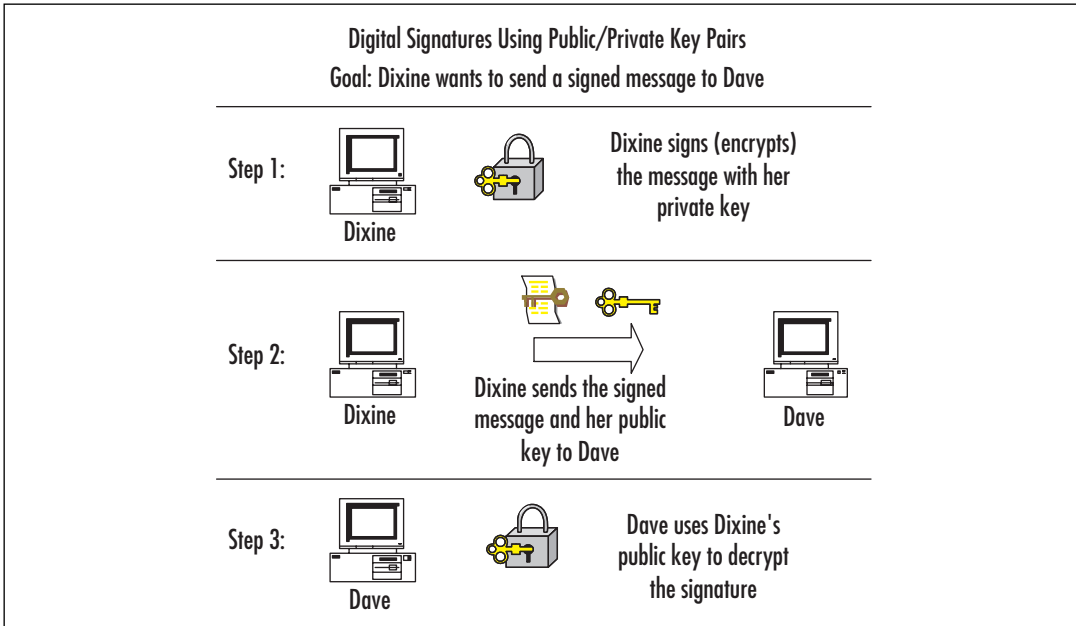 Digital Signatures Using Public/Private Key Pairs
Goal: Dixine wants to send a signed message to Dave
Step 1:
Dixine
Dixine signs (encrypts)
the message with her
private key
Step 2:
Dixine
Dixine sends the signed
message and her public
key to Dave
Dave
Step 3:
Dave
Dave uses Dixine's
public key to decrypt
the signature